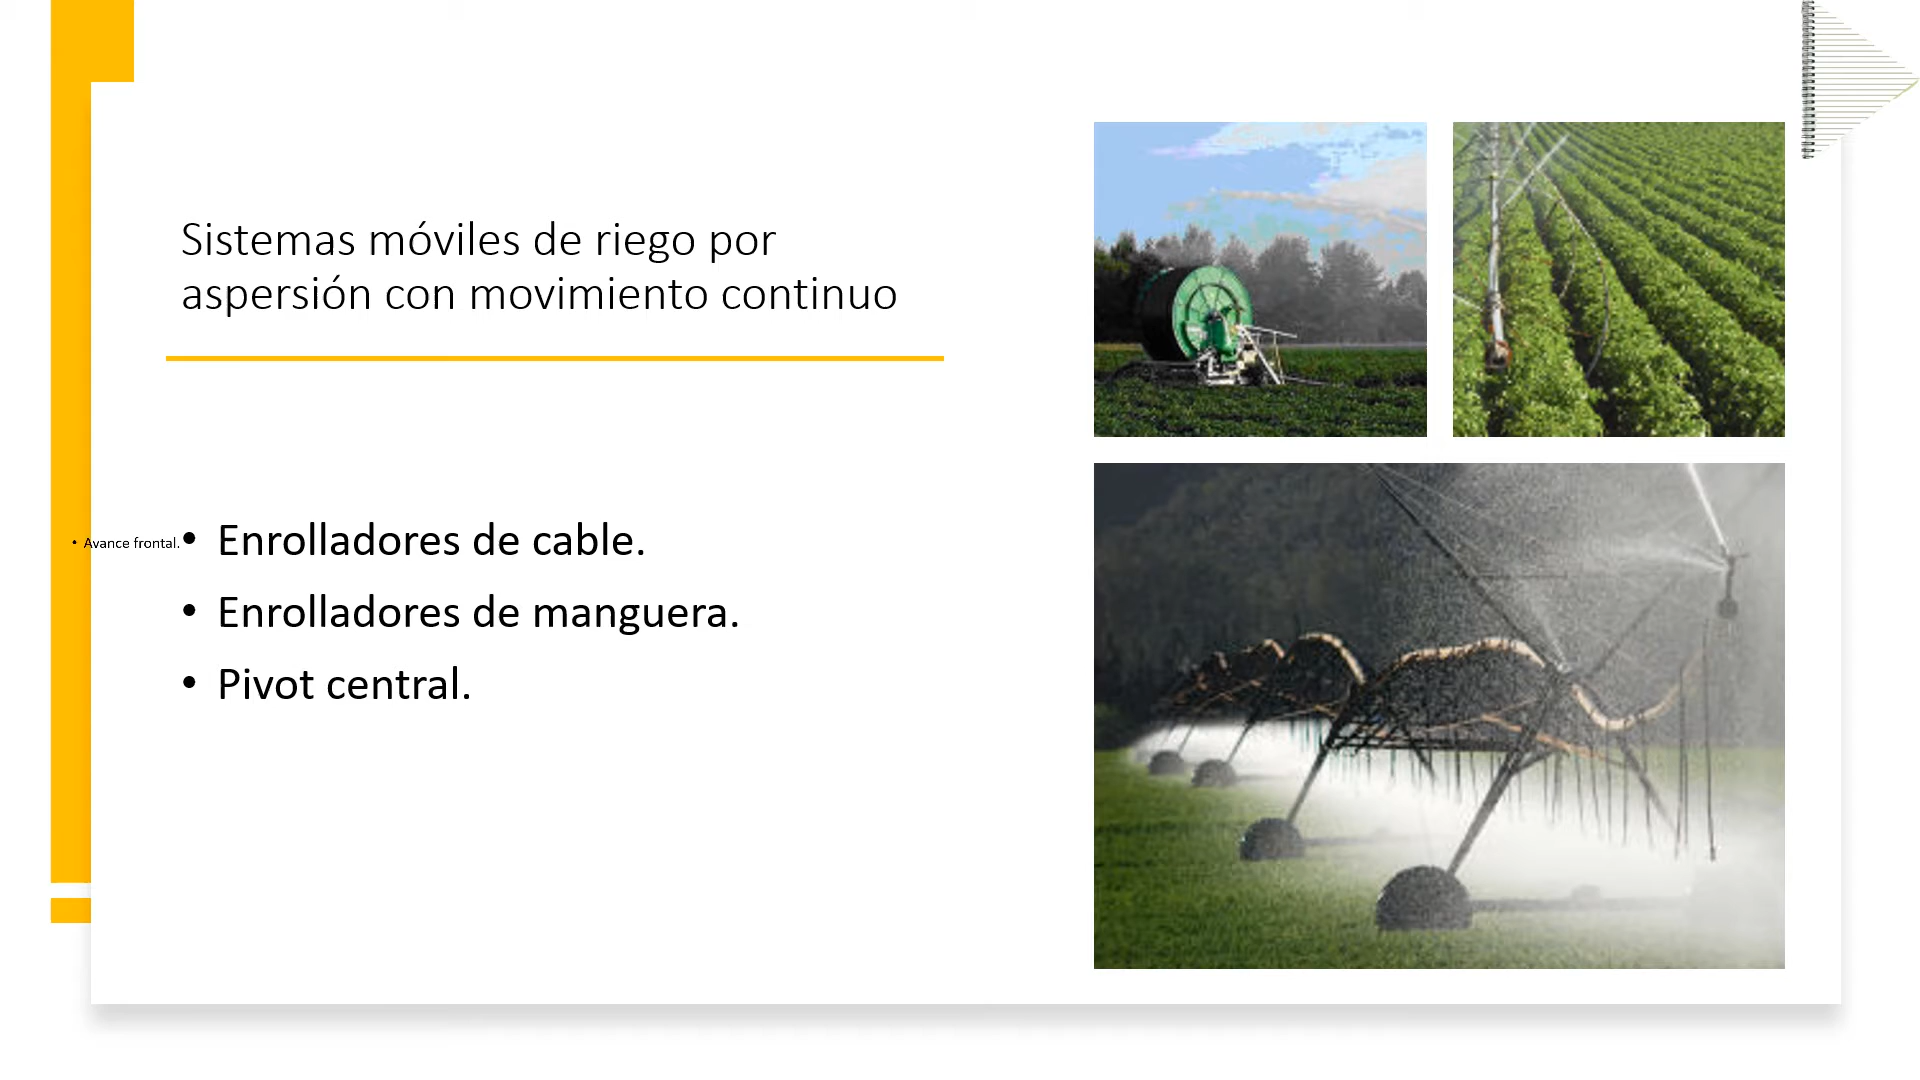 Sistemas móviles de riego por
aspersión con movimiento continuo
• Avance frontal.
• Enrolladores de cable.
• Enrolladores de manguera.
• Pivot central.